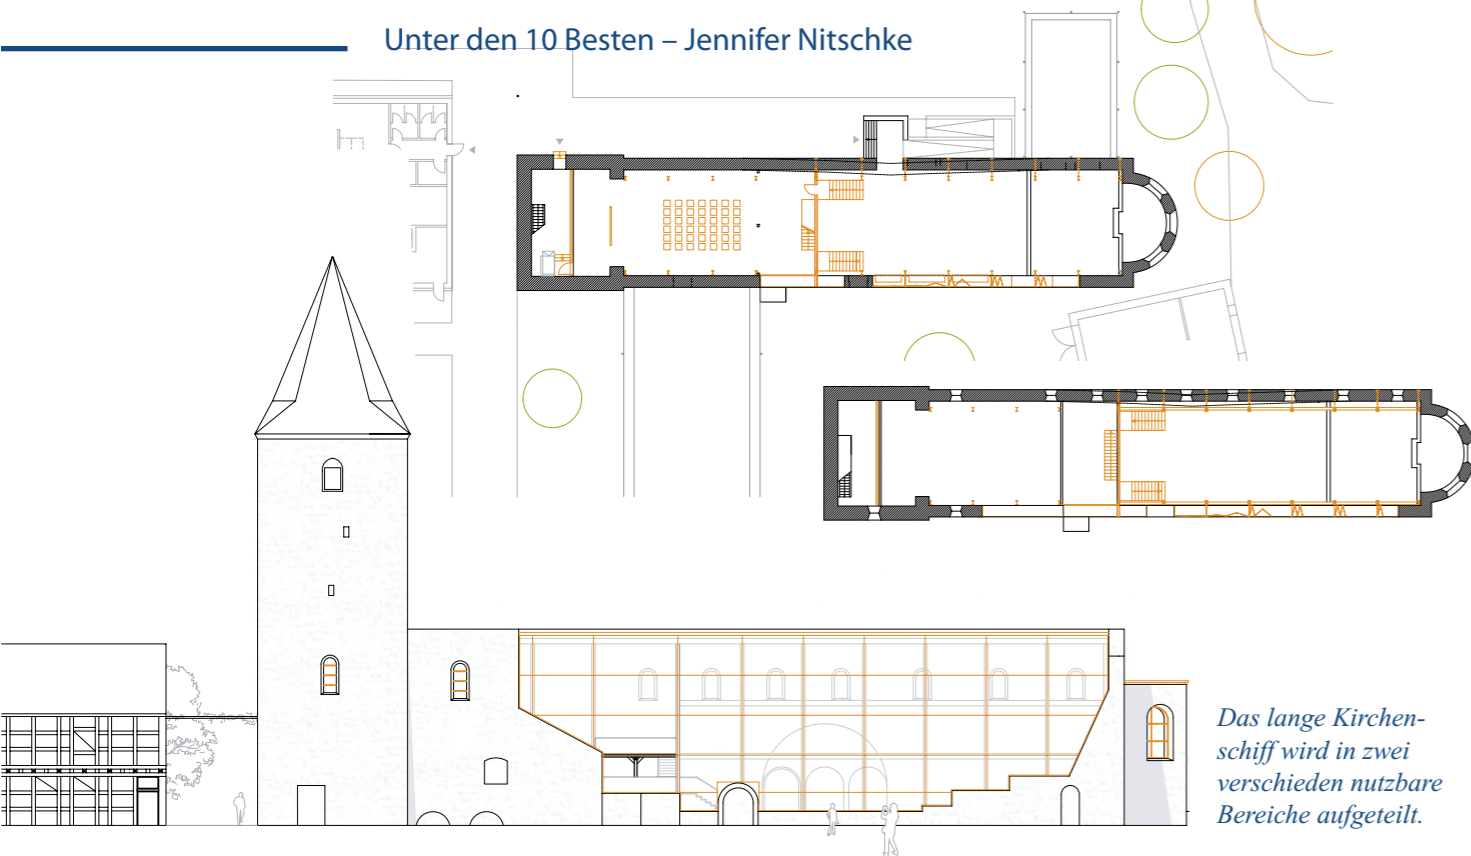 Unter den 10 Besten – Jennifer Nitschke
Das lange Kirchen-
schiff wird in zwei
verschieden nutzbare
Bereiche aufgeteilt.